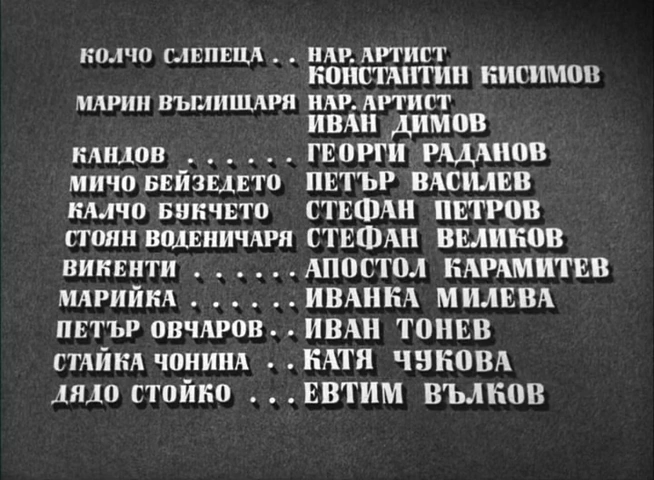 КОЛЧО СЛЕПЕЦА . . НАР. АРТИСТ
КОНСТАНТИН КИСИМОВ
МАРИН ВЪГЛИЩАРЯ НАР. АРТИСТ
ИВАН ДИМОВ
КАНДОВ . . . . . . ГЕОРГИ РАДАНОВ
МИЧО БЕЙЗЕДЕТО ПЕТЪР ВАСИЛЕВ
КАЛЧО БУКЧЕТО СТЕФАН ПЕТРОВ
СТОЯН ВОДЕНИЧАРЯ СТЕФАН ВЕЛИКОВ
ВИКЕНТИ . . . . . . АПОСТОЛ КАРАМИТЕВ
МАРИЙКА . . . . . . ИВАНКА МИЛЕВА
ПЕТЪР ОВЧАРОВ . . ИВАН ТОНЕВ
СТАЙКА ЧОНИНА . . КАТЯ ЧУКОВА
ДЯДО СТОЙКО . . . ЕВТИМ ВЪЛКОВ